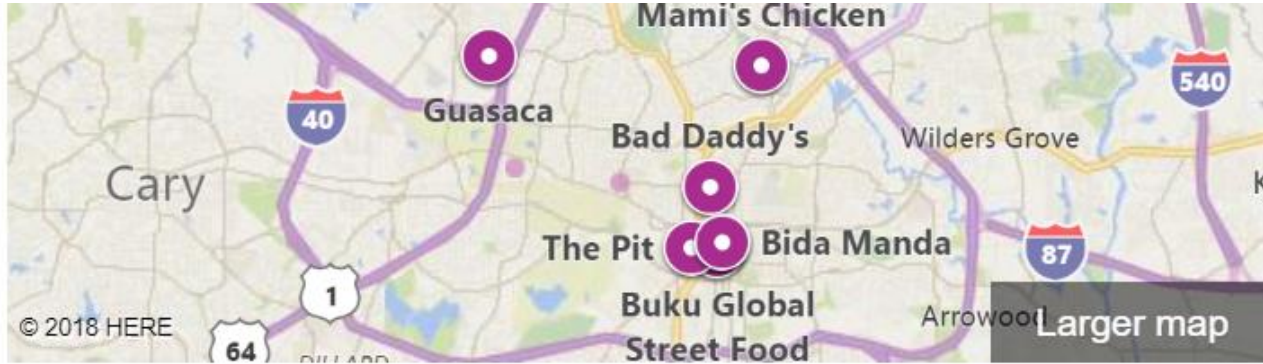 Mami's Chicken
540
40
Guasaca
Bad Daddy's
Wilders Grove
Cary
The Pit
Bida Manda
87
1
Buku Global
Street Food
© 2018 HERE
Arrowood
Larger map
64